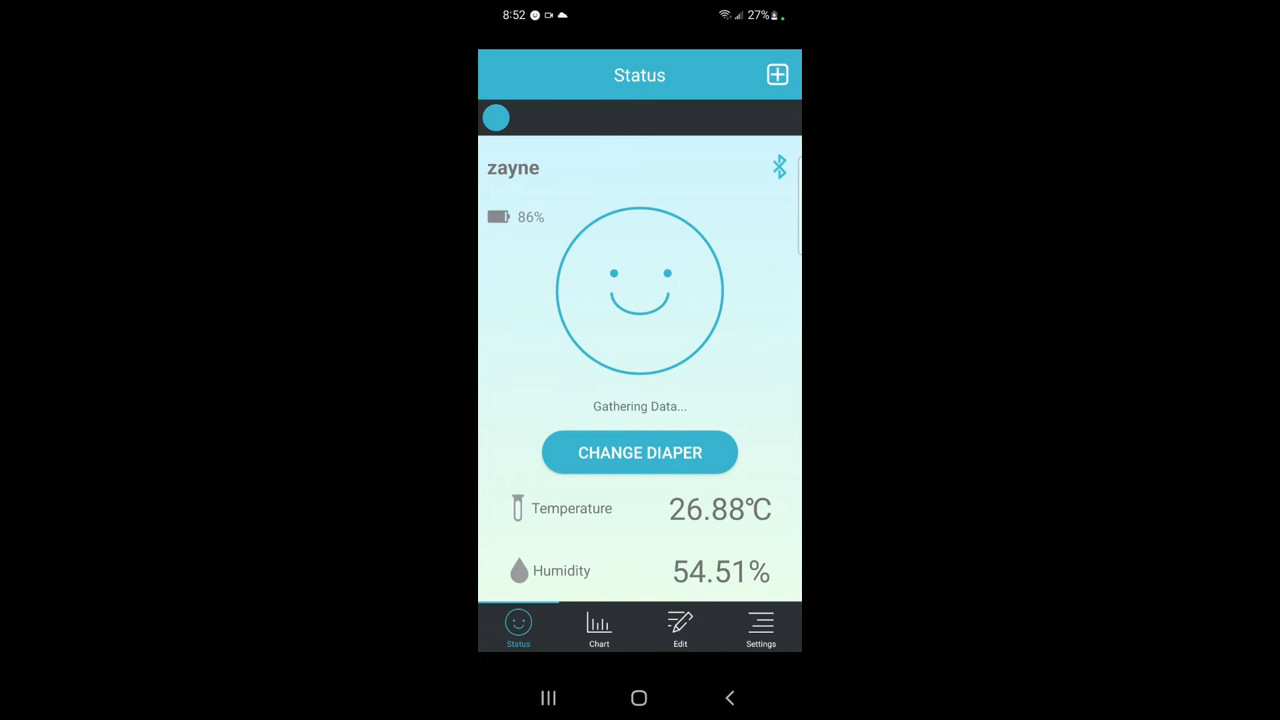 8:52 27%
Status
zayne
86%
Gathering Data...
CHANGE DIAPER
Temperature 26.88℃
Humidity 54.51%
Status Chart Edit Settings